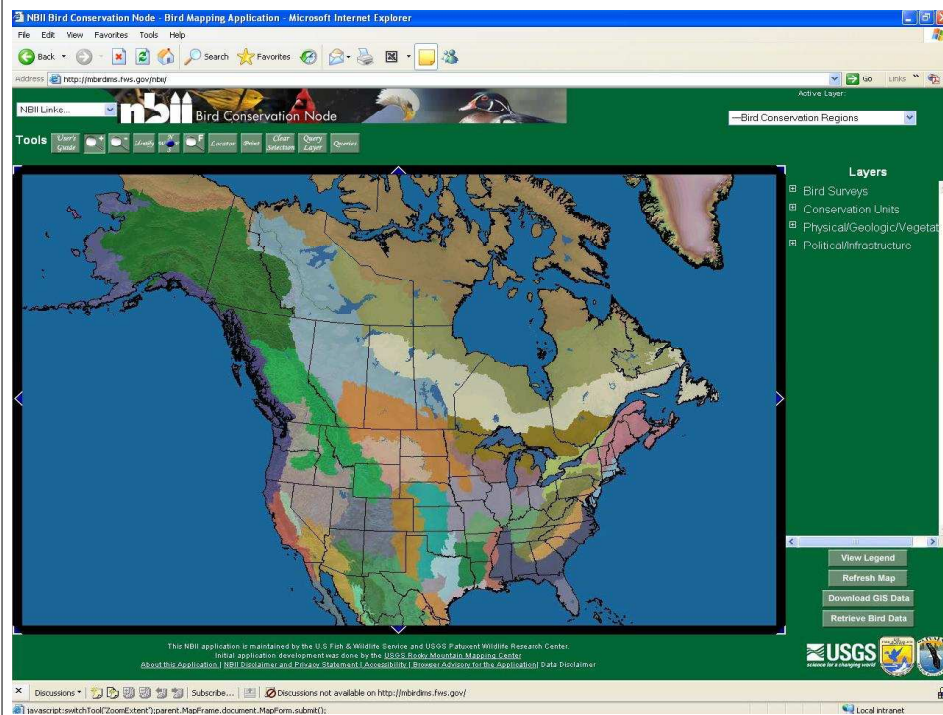 NBII Bird Conservation Node - Bird Mapping Application - Microsoft Internet Explorer
File Edit View Favorites Tools Help
Back Search Favorites
Address http://mbirdims.fws.gov/nbii/ Go Links »
NBII Linke...
nbii Bird Conservation Node
Active Layer:
—Bird Conservation Regions
Tools User's Guide Identify F Locator Print Clear Selection Query Layer Queries
Layers
Bird Surveys
Conservation Units
Physical/Geologic/Vegetat
Political/Infrastructure
View Legend
Refresh Map
Download GIS Data
Retrieve Bird Data
This NBII application is maintained by the U.S Fish & Wildlife Service and USGS Patuxent Wildlife Research Center.
Initial application development was done by the USGS Rocky Mountain Mapping Center
About this Application | NBII Disclaimer and Privacy Statement | Accessibility | Browser Advisory for the Application| Data Disclaimer
USGS
science for a changing world
Discussions Subscribe... Discussions not available on http://mbirdims.fws.gov/
javascript:switchTool("ZoomExtent");parent.MapFrame.document.MapForm.submit(); Local intranet